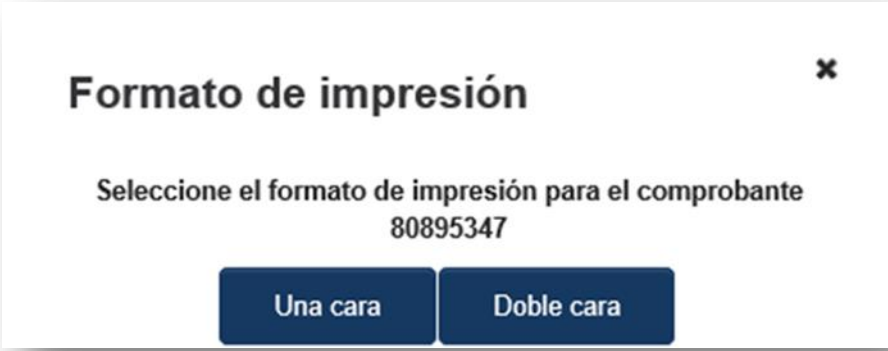 Formato de impresión
Seleccione el formato de impresión para el comprobante
80895347
Una cara
Doble cara